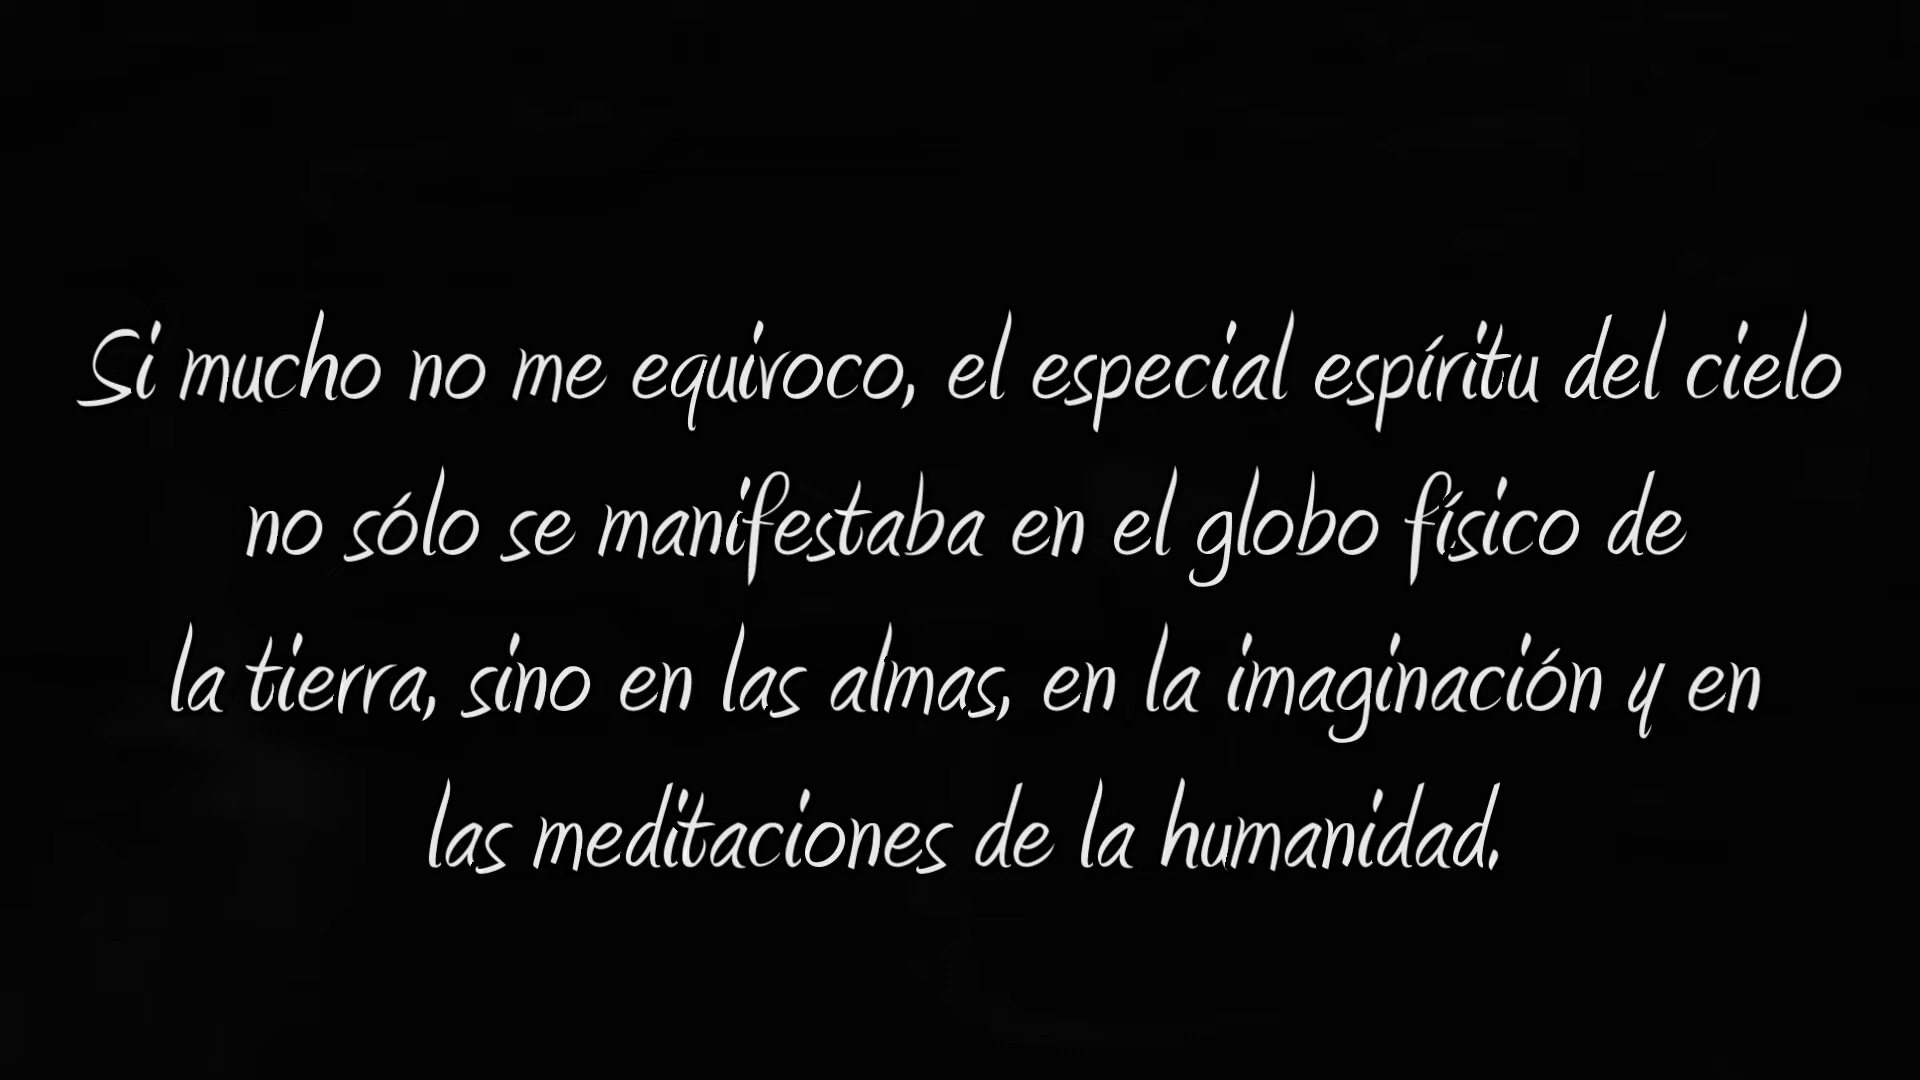 Si mucho no me equivoco, el especial espíritu del cielo
no sólo se manifestaba en el globo físico de
la tierra, sino en las almas, en la imaginación y en
las meditaciones de la humanidad.